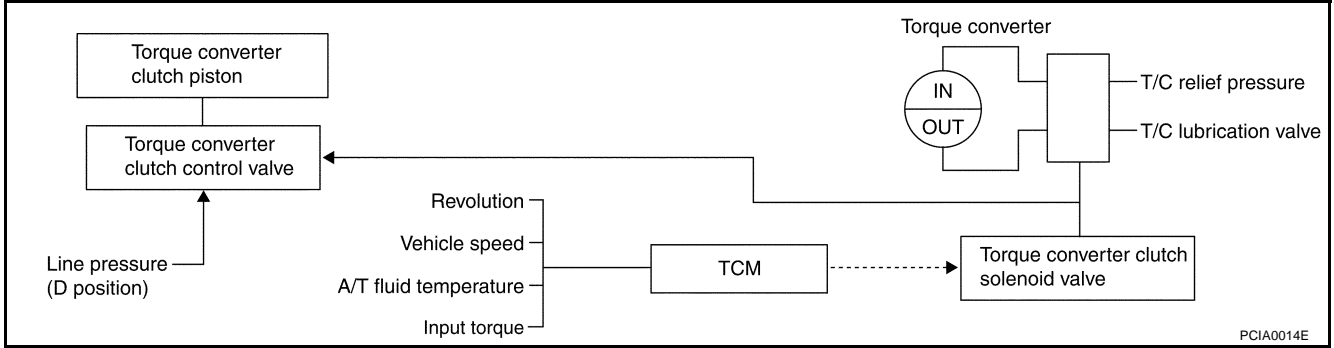 Torque converter
clutch piston
Torque converter
clutch control valve
Line pressure
(D position)
Revolution
Vehicle speed
A/T fluid temperature
Input torque
TCM
Torque converter
IN
OUT
T/C relief pressure
T/C lubrication valve
Torque converter clutch
solenoid valve
PCIA0014E